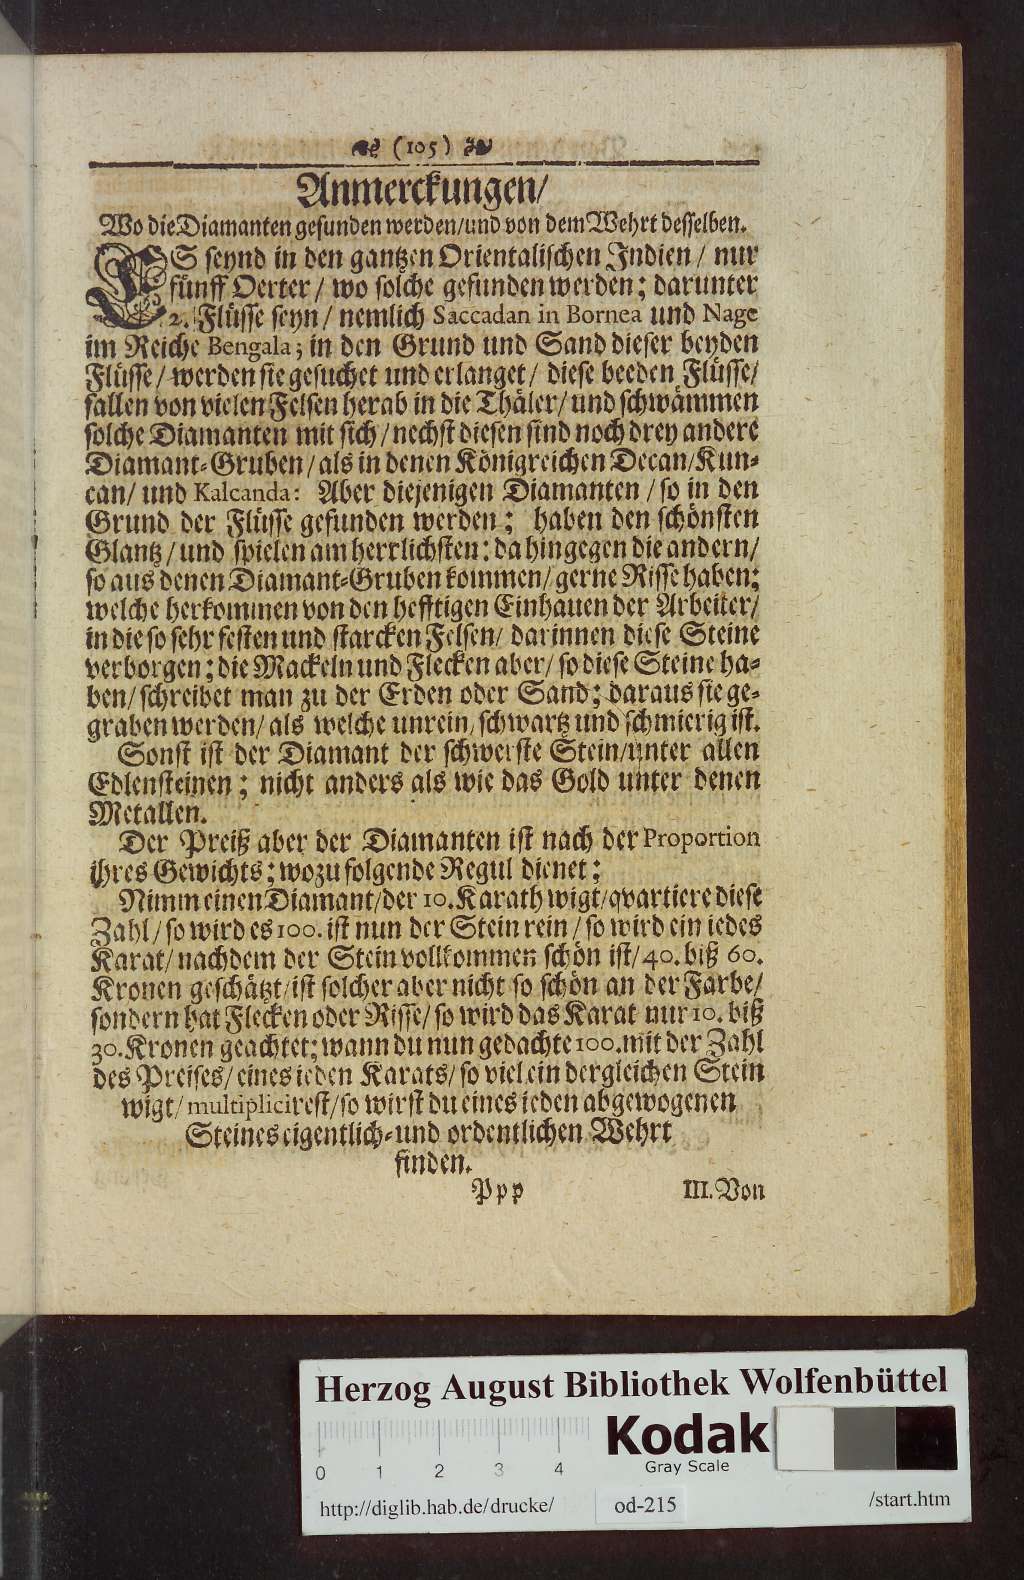 (105)
Anmerckungen/
Wo die Diamanten gefunden werden/und von dem Wehrt desselben.
ES seynd in den gantzen Orientalischen Indien / nur
fünff Oerter / wo solche gefunden werden; darunter
2. Flüsse seyn / nemlich Saccadan in Bornea und Nage
im Reiche Bengala; in den Grund und Sand dieser beyden
Flüsse / werden sie gesuchet und erlanget / diese beeden Flüsse/
fallen von vielen Felsen herab in die Thäler / und schwämmen
solche Diamanten mit sich / nechst diesen sind noch drey andere
Diamant-Gruben / als in denen Königreichen Decan/Kun-
can/ und Kalcanda: Aber diejenigen Diamanten / so in den
Grund der Flüsse gefunden werden; haben den schönsten
Glantz / und spielen am herrlichsten: da hingegen die andern/
so aus denen Diamant-Gruben kommen/ gerne Risse haben;
welche herkommen von den hefftigen Einhauen der Arbeiter/
in die so sehr festen und starcken Felsen/ darinnen diese Steine
verborgen; die Mackeln und Flecken aber/ so diese Steine ha-
ben/ schreibet man zu der Erden oder Sand; daraus sie ge-
graben werden/ als welche unrein/ schwartz und schmierig ist.
Sonst ist der Diamant der schwerste Stein/unter allen
Edlensteinen; nicht anders als wie das Gold unter denen
Metallen.
Der Preiß aber der Diamanten ist nach der Proportion
ihres Gewichts; wozu folgende Regul dienet;
Nimm einen Diamant/der 10. Karath wigt/qvartiere diese
Zahl / so wird es 100. ist nun der Stein rein / so wird ein iedes
Karat/ nachdem der Stein vollkommen schön ist/ 40. biß 60.
Kronen geschätzt/ist solcher aber nicht so schön an der Farbe/
sondern hat Flecken oder Risse/ so wird das Karat nur 10. biß
30. Kronen geachtet; wann du nun gedachte 100. mit der Zahl
des Preises/ eines ieden Karats/ so viel ein dergleichen Stein
wigt/ multiplicirest/so wirst du eines ieden abgewogenen
Steines eigentlich- und ordentlichen Wehrt
finden.
Ppp III. Von
Herzog August Bibliothek Wolfenbüttel
0 1 2 3 4
Kodak
Gray Scale
http://diglib.hab.de/drucke/ od-215 /start.htm